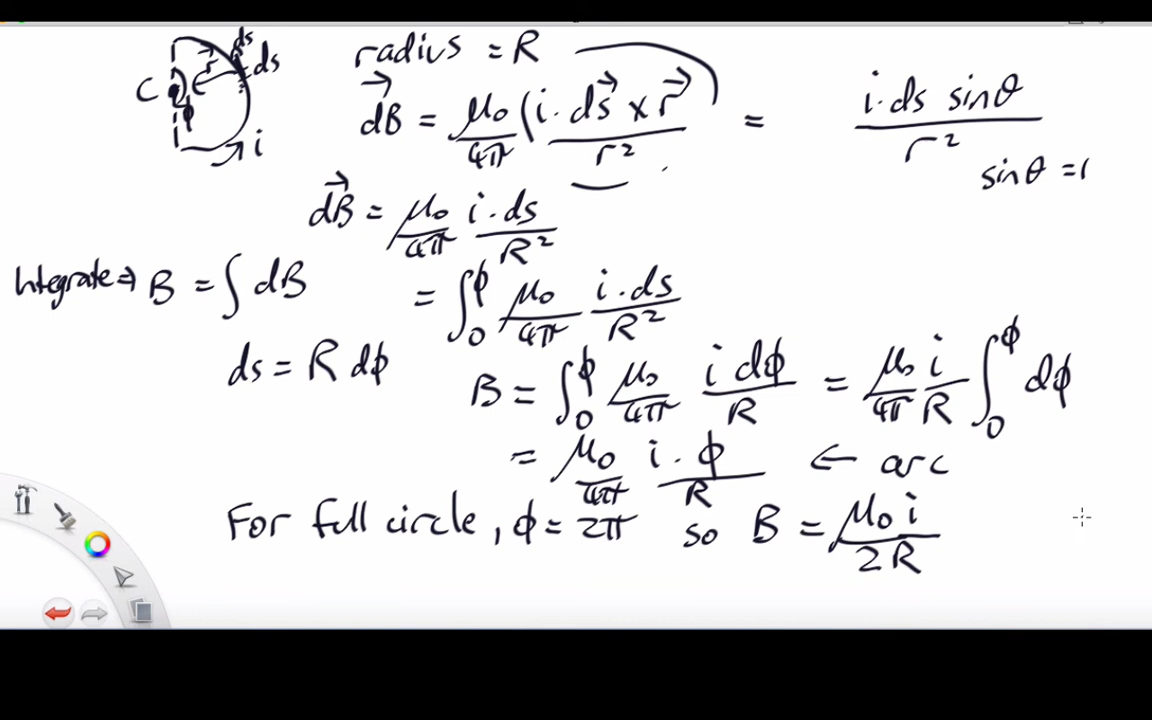 ds
r ds
radius = R
C
φ
i
dB⃗ = μ₀/4π (i·ds⃗ × r⃗)/r² = i·ds sinθ / r²
sinθ = 1
dB⃗ = μ₀/4π i·ds/R²
Integrate⇒ B = ∫ dB = ∫₀^φ μ₀/4π i·ds/R²
ds = R dφ
B = ∫₀^φ μ₀/4π i dφ/R = μ₀/4π i/R ∫₀^φ dφ
= μ₀/4π i·φ/R ← arc
For full circle, φ = 2π so B = μ₀ i / 2R